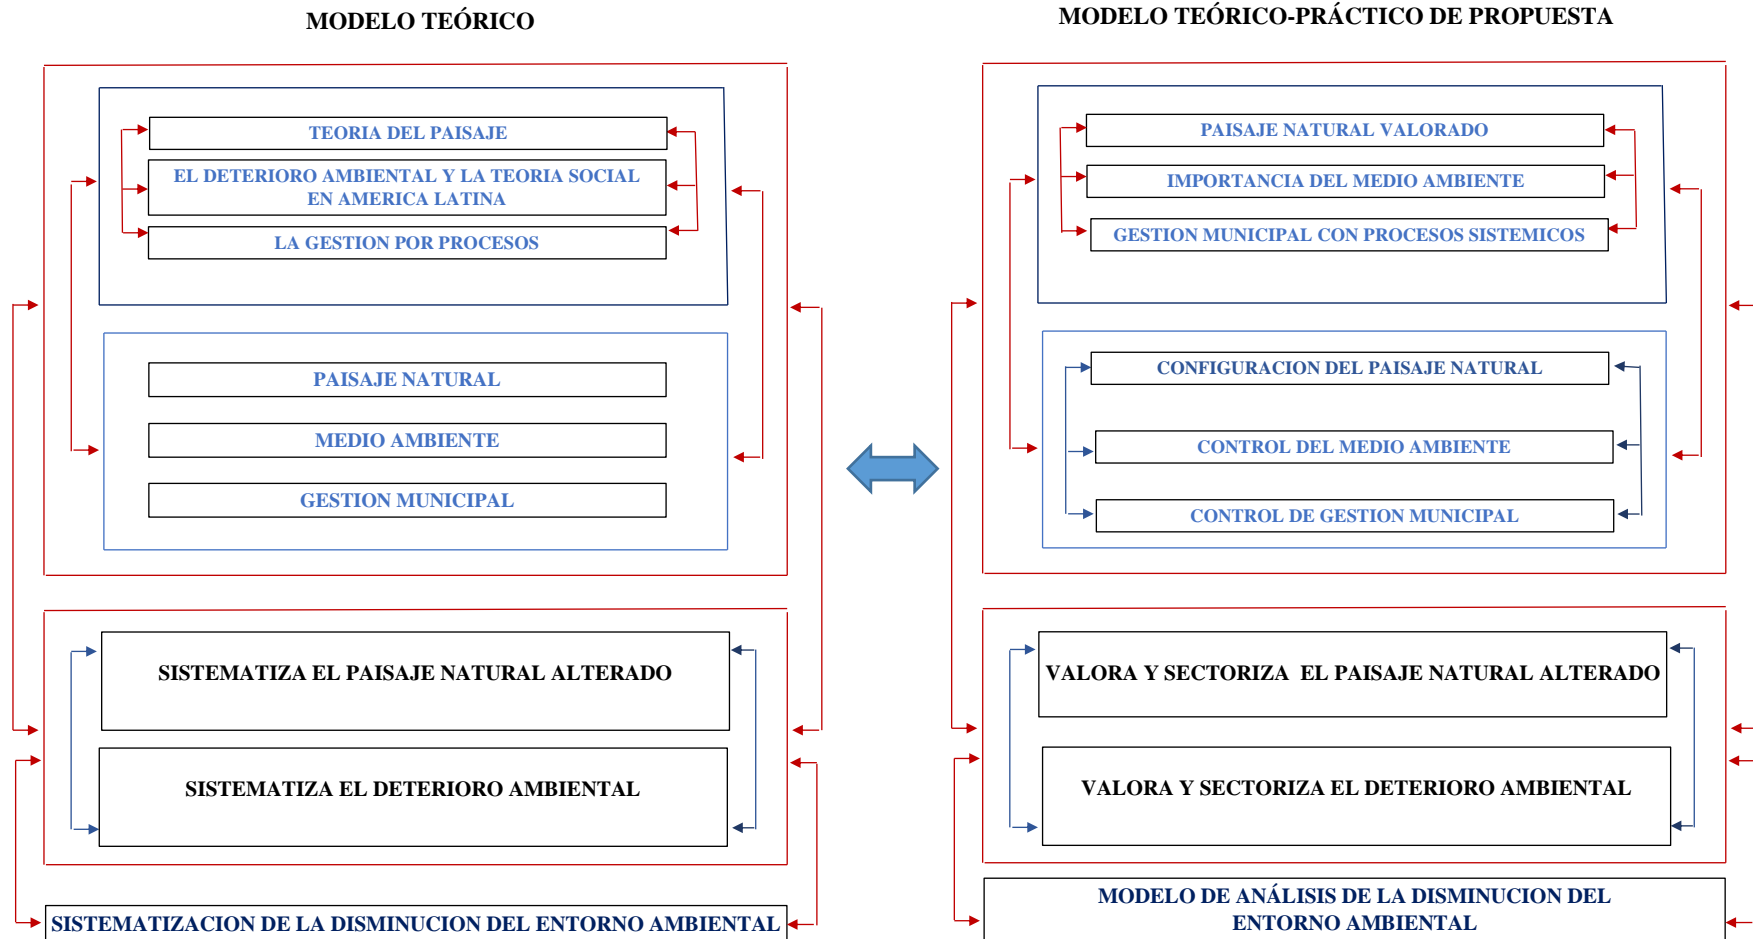 MODELO TEÓRICO
TEORIA DEL PAISAJE
EL DETERIORO AMBIENTAL Y LA TEORIA SOCIAL
EN AMERICA LATINA
LA GESTION POR PROCESOS
PAISAJE NATURAL
MEDIO AMBIENTE
GESTION MUNICIPAL
SISTEMATIZA EL PAISAJE NATURAL ALTERADO
SISTEMATIZA EL DETERIORO AMBIENTAL
SISTEMATIZACION DE LA DISMINUCION DEL ENTORNO AMBIENTAL
MODELO TEÓRICO-PRÁCTICO DE PROPUESTA
PAISAJE NATURAL VALORADO
IMPORTANCIA DEL MEDIO AMBIENTE
GESTION MUNICIPAL CON PROCESOS SISTEMICOS
CONFIGURACION DEL PAISAJE NATURAL
CONTROL DEL MEDIO AMBIENTE
CONTROL DE GESTION MUNICIPAL
VALORA Y SECTORIZA EL PAISAJE NATURAL ALTERADO
VALORA Y SECTORIZA EL DETERIORO AMBIENTAL
MODELO DE ANÁLISIS DE LA DISMINUCION DEL
ENTORNO AMBIENTAL